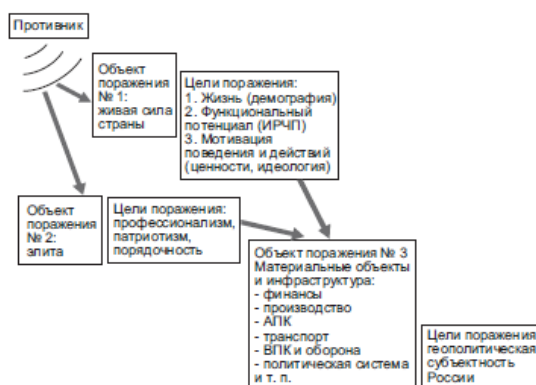 Противник
Объект
поражения
№ 1:
живая сила
страны
Цели поражения:
1. Жизнь (демография)
2. Функциональный
потенциал (ИРЧП)
3. Мотивация
поведения и действий
(ценности, идеология)
Объект
поражения
№ 2:
элита
Цели поражения:
профессионализм,
патриотизм,
порядочность
Объект поражения № 3
Материальные объекты
и инфраструктура:
- финансы
- производство
- АПК
- транспорт
- ВПК и оборона
- политическая система
и т. п.
Цели поражения
геополитическая
субъектность
России